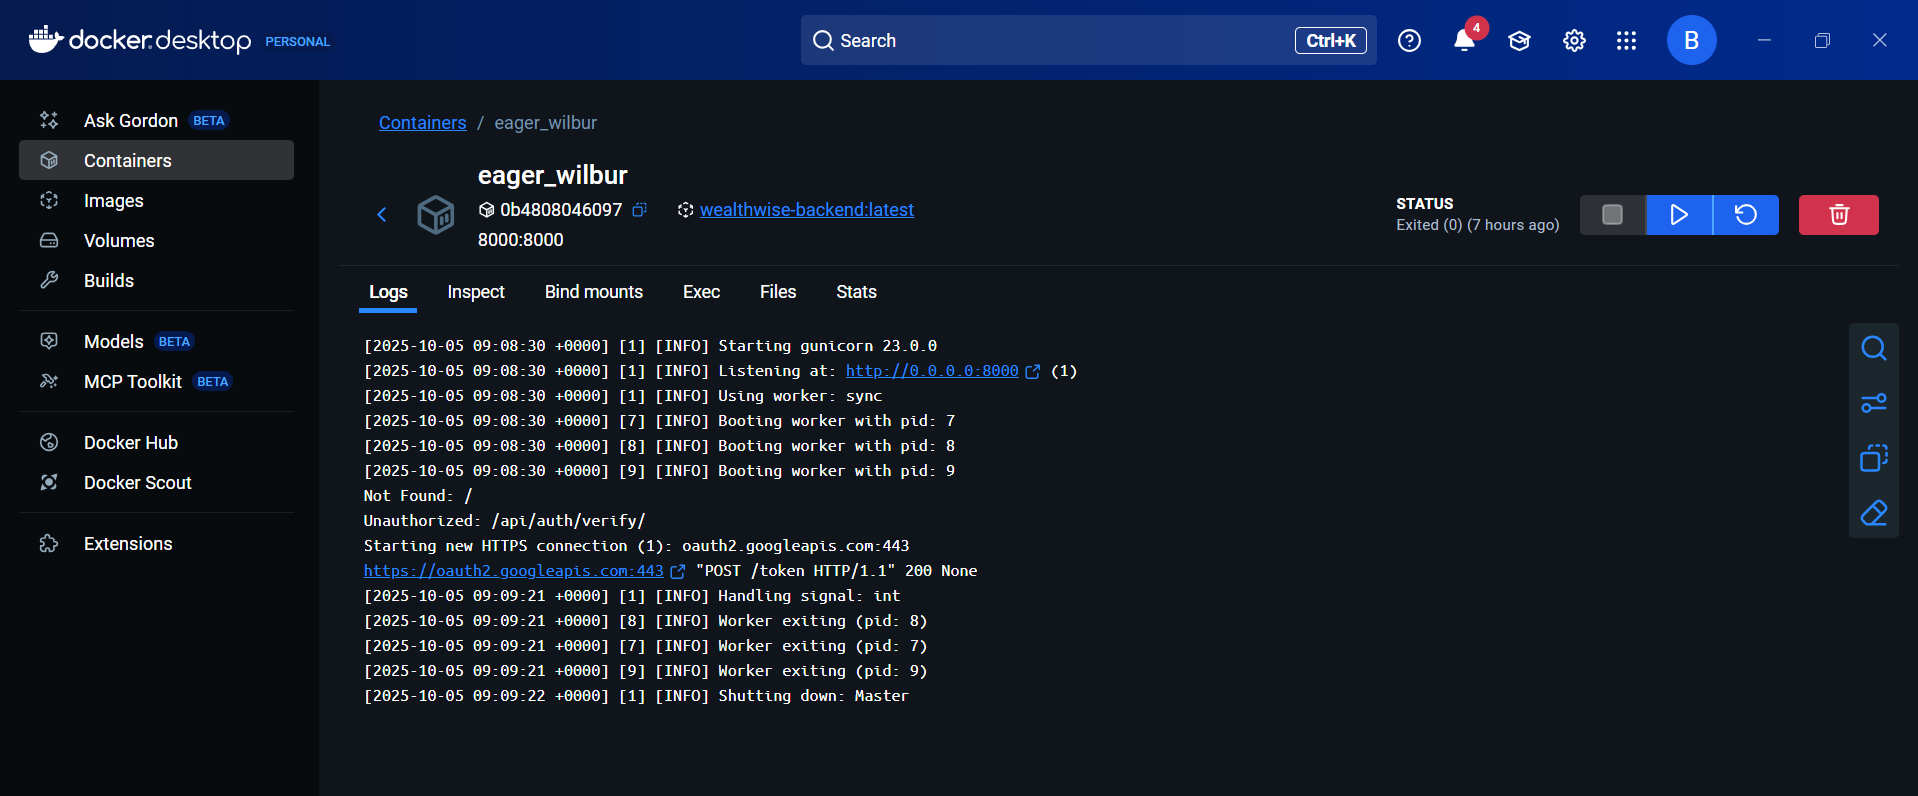 docker.desktop PERSONAL
Search
Ctrl+K
4
B
Ask Gordon BETA
Containers
Images
Volumes
Builds
Models BETA
MCP Toolkit BETA
Docker Hub
Docker Scout
Extensions
Containers / eager_wilbur
eager_wilbur
0b4808046097 wealthwise-backend:latest
8000:8000
STATUS
Exited (0) (7 hours ago)
Logs Inspect Bind mounts Exec Files Stats
[2025-10-05 09:08:30 +0000] [1] [INFO] Starting gunicorn 23.0.0
[2025-10-05 09:08:30 +0000] [1] [INFO] Listening at: http://0.0.0.0:8000 (1)
[2025-10-05 09:08:30 +0000] [1] [INFO] Using worker: sync
[2025-10-05 09:08:30 +0000] [7] [INFO] Booting worker with pid: 7
[2025-10-05 09:08:30 +0000] [8] [INFO] Booting worker with pid: 8
[2025-10-05 09:08:30 +0000] [9] [INFO] Booting worker with pid: 9
Not Found: /
Unauthorized: /api/auth/verify/
Starting new HTTPS connection (1): oauth2.googleapis.com:443
https://oauth2.googleapis.com:443 "POST /token HTTP/1.1" 200 None
[2025-10-05 09:09:21 +0000] [1] [INFO] Handling signal: int
[2025-10-05 09:09:21 +0000] [8] [INFO] Worker exiting (pid: 8)
[2025-10-05 09:09:21 +0000] [7] [INFO] Worker exiting (pid: 7)
[2025-10-05 09:09:21 +0000] [9] [INFO] Worker exiting (pid: 9)
[2025-10-05 09:09:22 +0000] [1] [INFO] Shutting down: Master